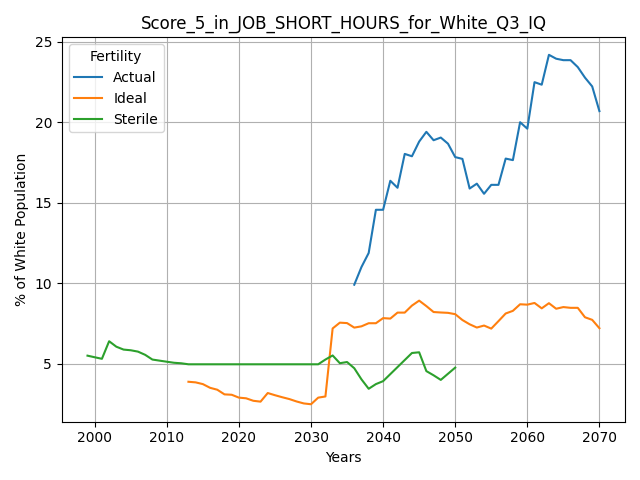 Score_5_in_JOB_SHORT_HOURS_for_White_Q3_IQ
Fertility
Actual
Ideal
Sterile
% of White Population
25
20
15
10
5
2000 2010 2020 2030 2040 2050 2060 2070
Years